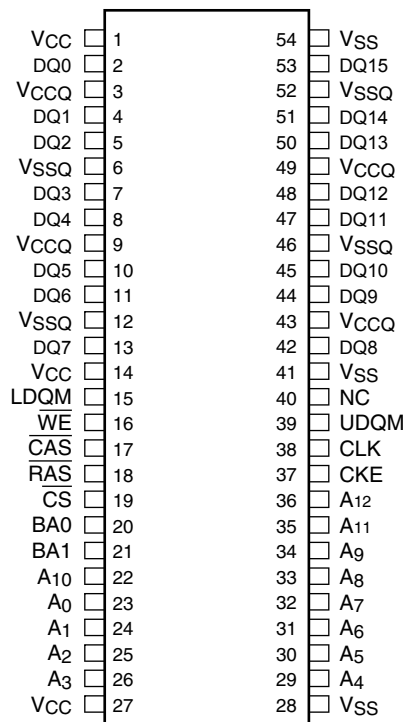 VCC 1 54 VSS
DQ0 2 53 DQ15
VCCQ 3 52 VSSQ
DQ1 4 51 DQ14
DQ2 5 50 DQ13
VSSQ 6 49 VCCQ
DQ3 7 48 DQ12
DQ4 8 47 DQ11
VCCQ 9 46 VSSQ
DQ5 10 45 DQ10
DQ6 11 44 DQ9
VSSQ 12 43 VCCQ
DQ7 13 42 DQ8
VCC 14 41 VSS
LDQM 15 40 NC
W̅E̅ 16 39 UDQM
C̅A̅S̅ 17 38 CLK
R̅A̅S̅ 18 37 CKE
C̅S̅ 19 36 A12
BA0 20 35 A11
BA1 21 34 A9
A10 22 33 A8
A0 23 32 A7
A1 24 31 A6
A2 25 30 A5
A3 26 29 A4
VCC 27 28 VSS